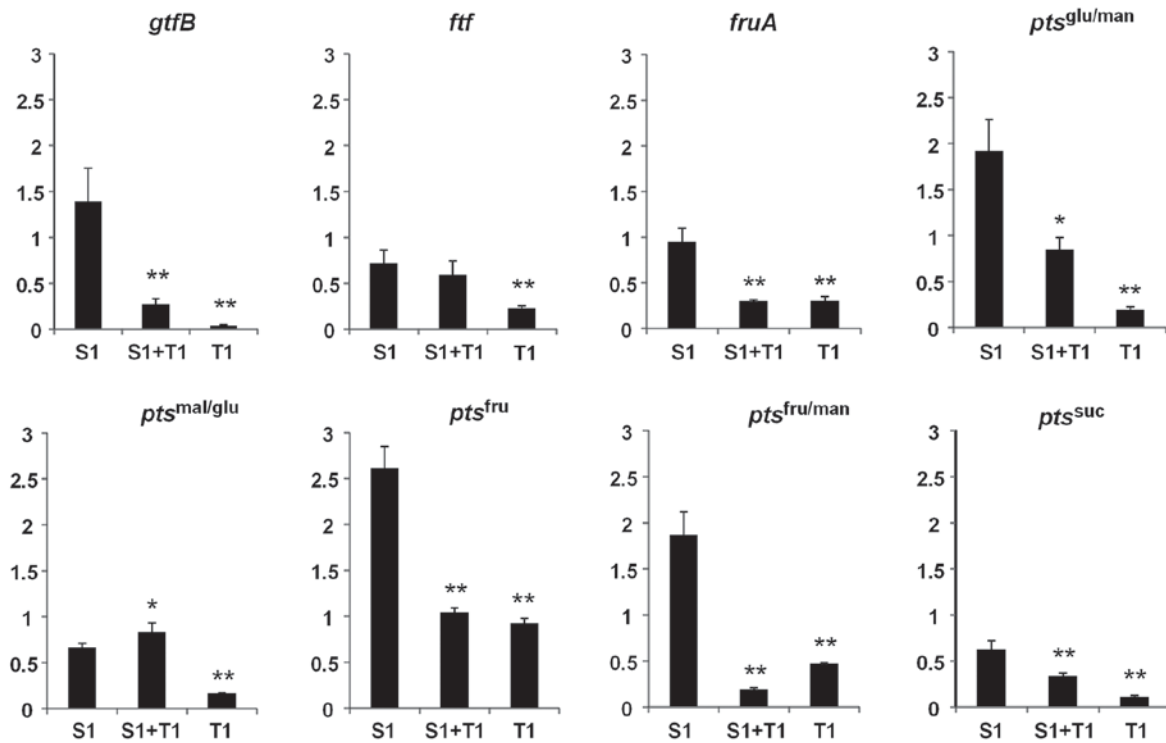 gtfB ftf fruA pts^glu/man
3 3 3 3
2.5 2.5 2.5 2.5
2 2 2 2
1.5 1.5 1.5 1.5
1 1 1 1 *
0.5 ** ** 0.5 ** 0.5 ** ** 0.5 **
0 0 0 0
S1 S1+T1 T1 S1 S1+T1 T1 S1 S1+T1 T1 S1 S1+T1 T1
pts^mal/glu pts^fru pts^fru/man pts^suc
3 3 3 3
2.5 2.5 2.5 2.5
2 2 2 2
1.5 1.5 1.5 1.5
1 * 1 ** ** 1 1
0.5 ** 0.5 0.5 ** ** 0.5 ** **
0 0 0 0
S1 S1+T1 T1 S1 S1+T1 T1 S1 S1+T1 T1 S1 S1+T1 T1